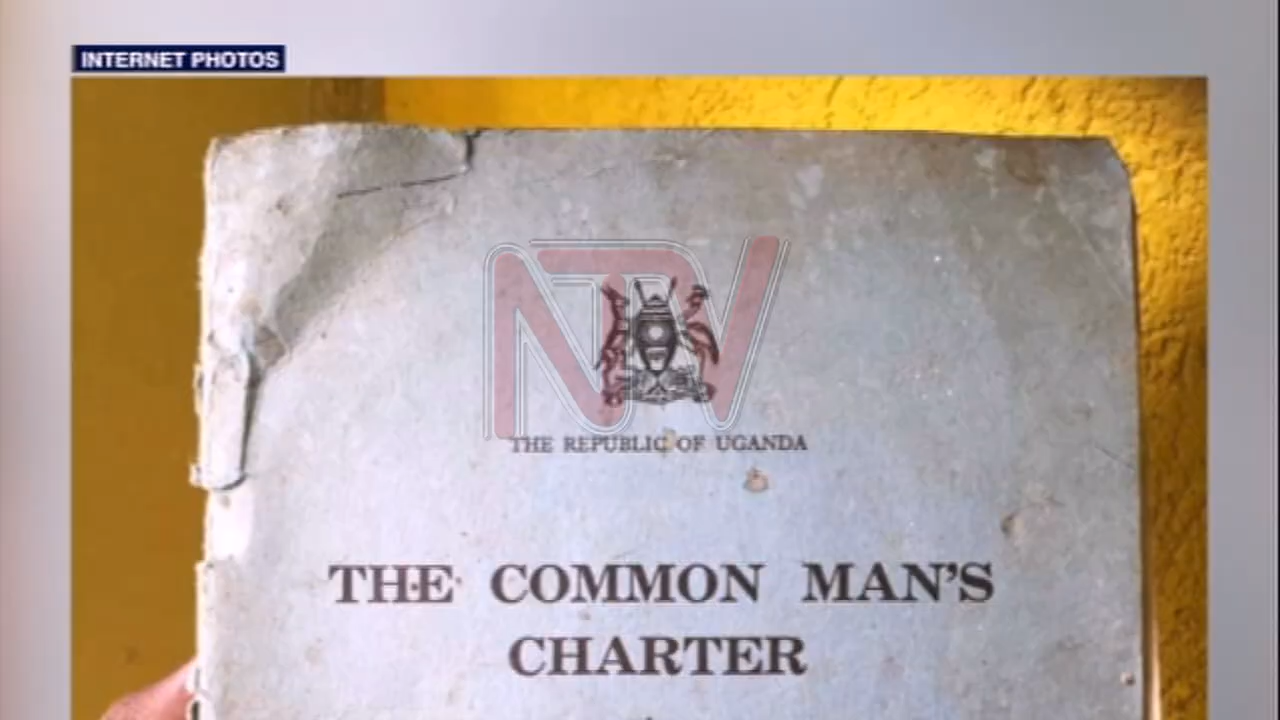 INTERNET PHOTOS
NTV
THE REPUBLIC OF UGANDA
THE COMMON MAN'S
CHARTER